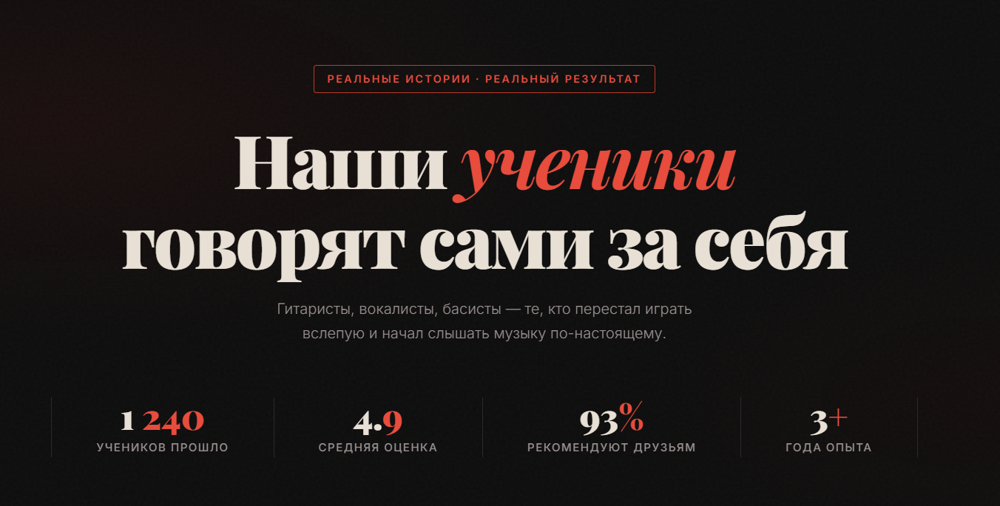 РЕАЛЬНЫЕ ИСТОРИИ · РЕАЛЬНЫЙ РЕЗУЛЬТАТ
Наши ученики
говорят сами за себя
Гитаристы, вокалисты, басисты — те, кто перестал играть
вслепую и начал слышать музыку по-настоящему.
1 240
УЧЕНИКОВ ПРОШЛО
4.9
СРЕДНЯЯ ОЦЕНКА
93%
РЕКОМЕНДУЮТ ДРУЗЬЯМ
3+
ГОДА ОПЫТА